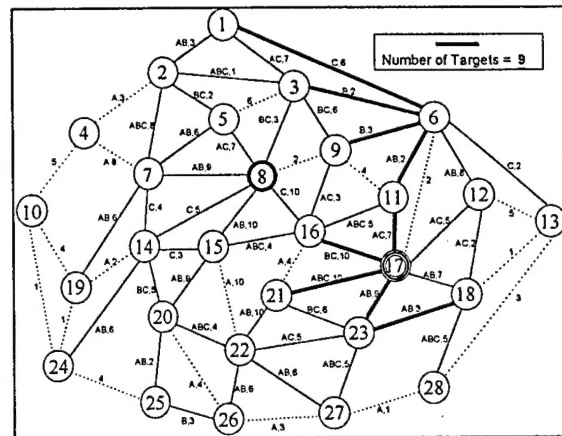 1
AB,3
AC,7
C,6
Number of Targets = 9
2
ABC,1
3
B,2
A,3
BC,2
6
5
BC,3
BC,6
6
4
ABC,8
AB,6
AC,7
9
B,3
C,2
5
A,8
2
4
AB,2
2
AB,8
7
AB,9
8
11
12
10
C,4
C,5
C,10
AC,3
AC,7
AC,5
5
13
4
AB,6
AB,10
16
ABC,5
AC,2
1
14
C,3
15
ABC,4
BC,10
17
AB,7
3
19
A,2
A,4
ABC,10
18
1
1
BC,5
AB,9
A,10
21
AB,9
AB,3
20
AB,10
BC,6
23
AB,6
ABC,4
22
AC,5
ABC,5
24
AB,2
A,4
AB,6
AB,6
ABC,5
28
4
25
B,3
26
A,3
27
A,1